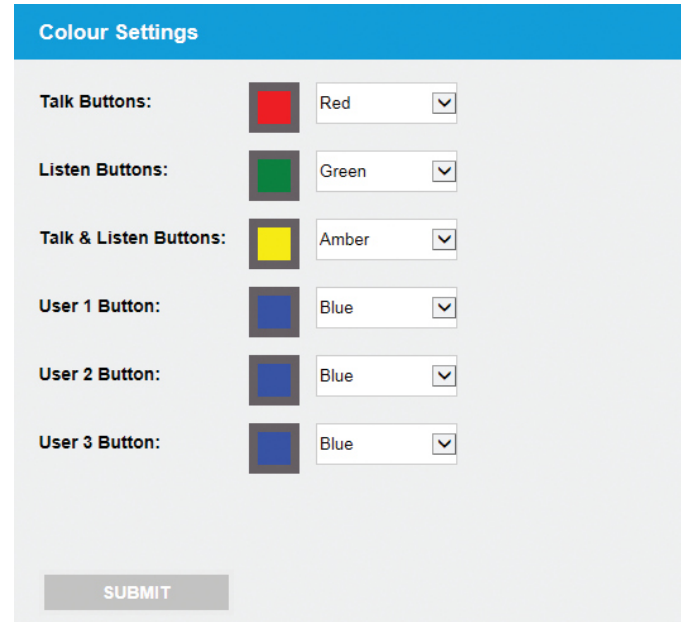 Colour Settings
Talk Buttons: Red
Listen Buttons: Green
Talk & Listen Buttons: Amber
User 1 Button: Blue
User 2 Button: Blue
User 3 Button: Blue
SUBMIT